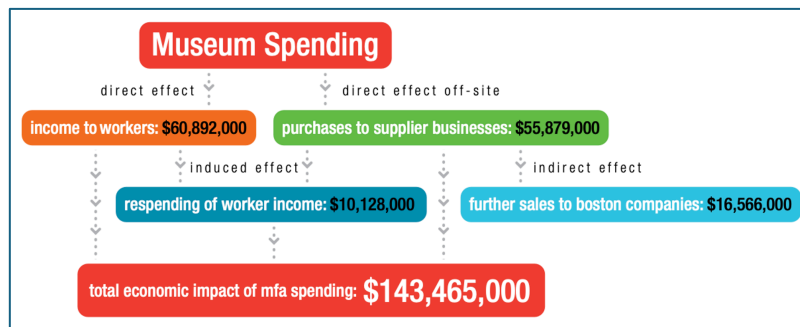 Museum Spending
direct effect
direct effect off-site
income to workers: $60,892,000
purchases to supplier businesses: $55,879,000
induced effect
indirect effect
respending of worker income: $10,128,000
further sales to boston companies: $16,566,000
total economic impact of mfa spending: $143,465,000